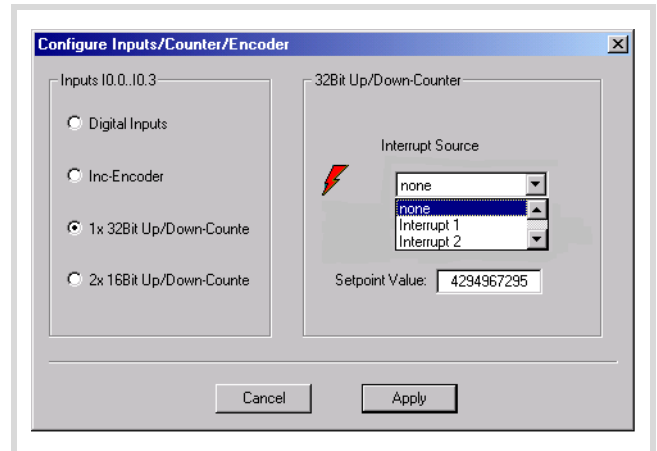 Configure Inputs/Counter/Encoder
Inputs I0.0..I0.3
Digital Inputs
Inc-Encoder
1x 32Bit Up/Down-Counte
2x 16Bit Up/Down-Counte
32Bit Up/Down-Counter
Interrupt Source
none
none
Interrupt 1
Interrupt 2
Setpoint Value: 4294967295
Cancel Apply